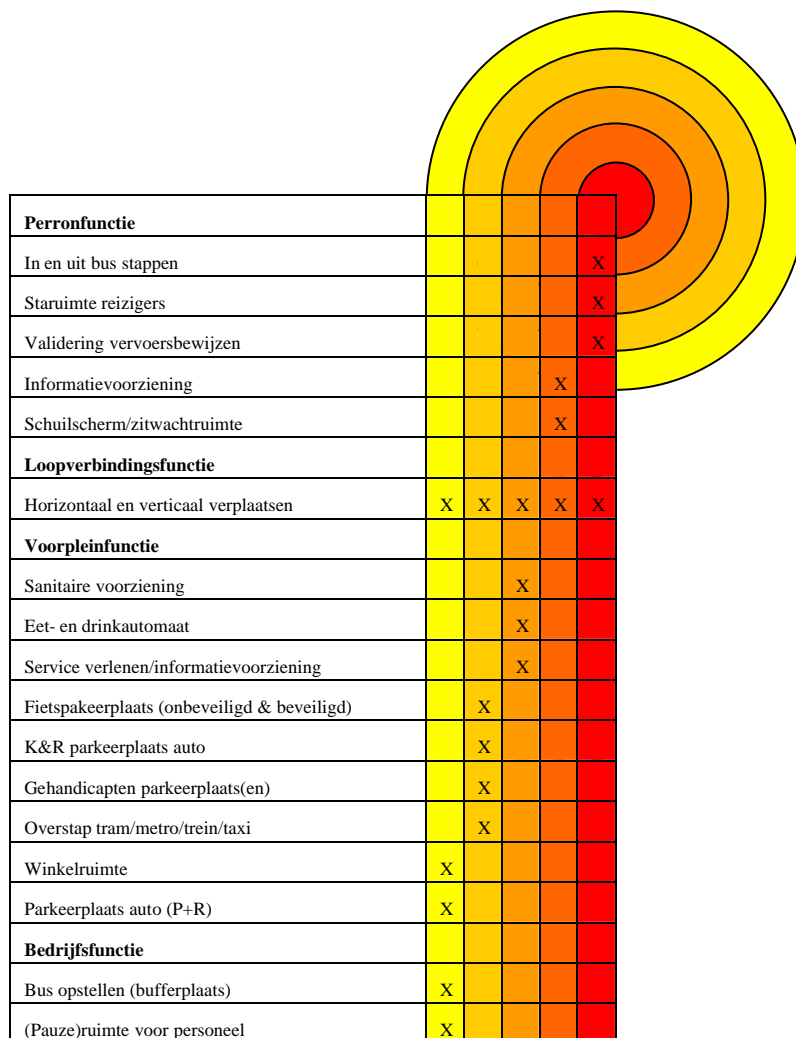 Perronfunctie
In en uit bus stappen X
Staruimte reizigers X
Validering vervoersbewijzen X
Informatievoorziening X
Schuilscherm/zitwachtruimte X
Loopverbindingsfunctie
Horizontaal en verticaal verplaatsen X X X X X
Voorpleinfunctie
Sanitaire voorziening X
Eet- en drinkautomaat X
Service verlenen/informatievoorziening X
Fietspakeerplaats (onbeveiligd & beveiligd) X
K&R parkeerplaats auto X
Gehandicapten parkeerplaats(en) X
Overstap tram/metro/trein/taxi X
Winkelruimte X
Parkeerplaats auto (P+R) X
Bedrijfsfunctie
Bus opstellen (bufferplaats) X
(Pauze)ruimte voor personeel X